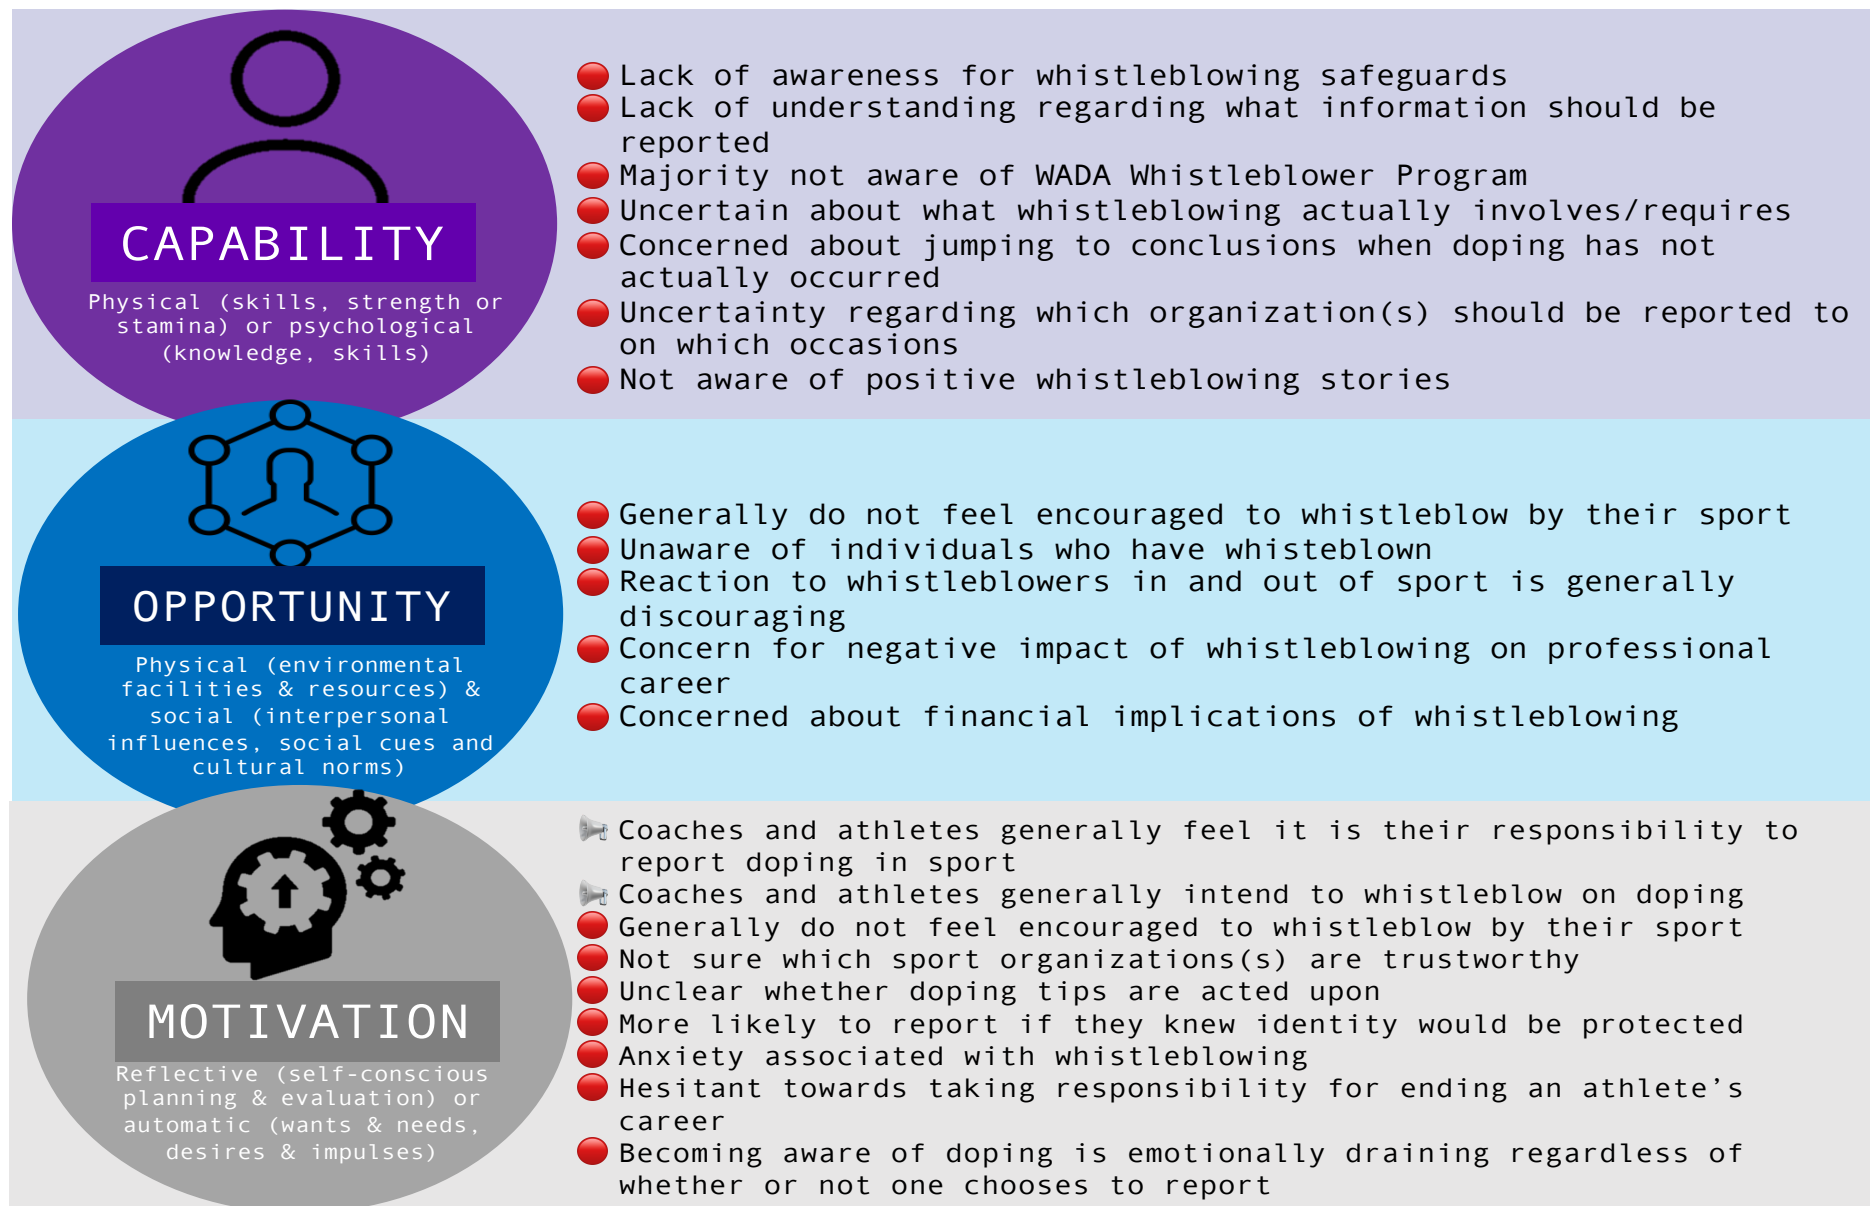 CAPABILITY
Physical (skills, strength or
stamina) or psychological
(knowledge, skills)
Lack of awareness for whistleblowing safeguards
Lack of understanding regarding what information should be
reported
Majority not aware of WADA Whistleblower Program
Uncertain about what whistleblowing actually involves/requires
Concerned about jumping to conclusions when doping has not
actually occurred
Uncertainty regarding which organization(s) should be reported to
on which occasions
Not aware of positive whistleblowing stories
OPPORTUNITY
Physical (environmental
facilities & resources) &
social (interpersonal
influences, social cues and
cultural norms)
Generally do not feel encouraged to whistleblow by their sport
Unaware of individuals who have whisteblown
Reaction to whistleblowers in and out of sport is generally
discouraging
Concern for negative impact of whistleblowing on professional
career
Concerned about financial implications of whistleblowing
MOTIVATION
Reflective (self-conscious
planning & evaluation) or
automatic (wants & needs,
desires & impulses)
Coaches and athletes generally feel it is their responsibility to
report doping in sport
Coaches and athletes generally intend to whistleblow on doping
Generally do not feel encouraged to whistleblow by their sport
Not sure which sport organizations(s) are trustworthy
Unclear whether doping tips are acted upon
More likely to report if they knew identity would be protected
Anxiety associated with whistleblowing
Hesitant towards taking responsibility for ending an athlete’s
career
Becoming aware of doping is emotionally draining regardless of
whether or not one chooses to report